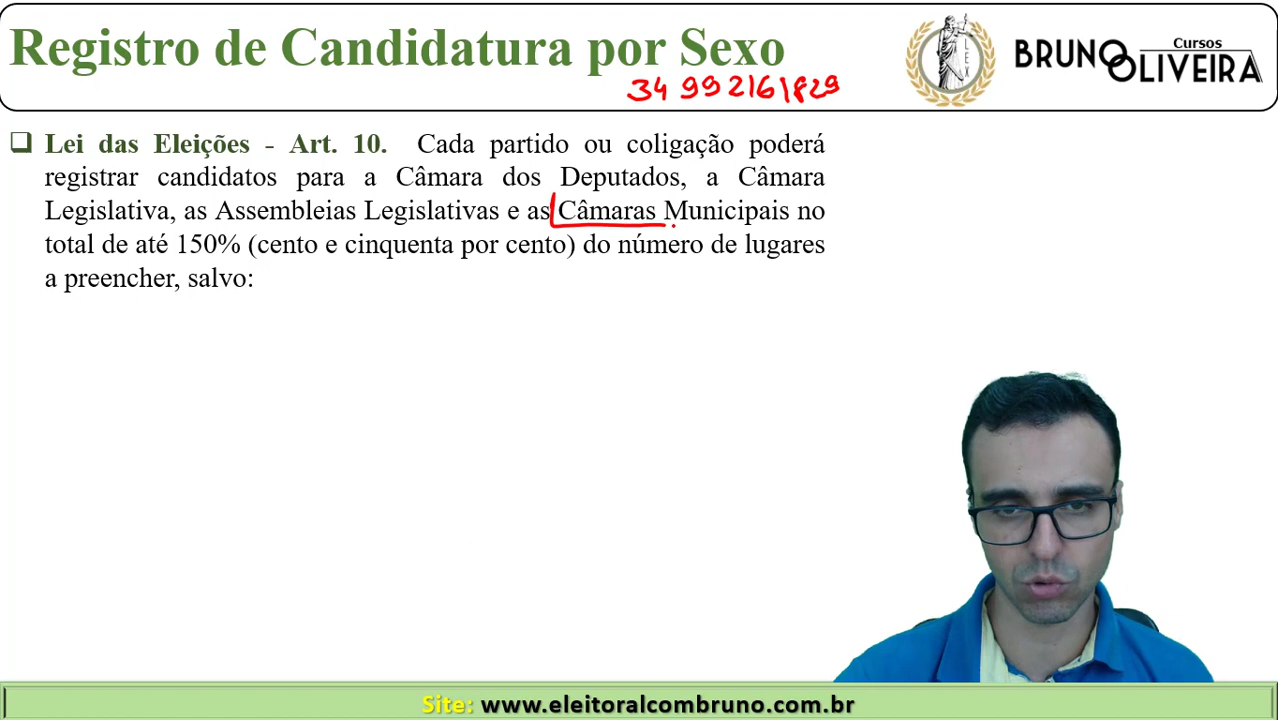 Registro de Candidatura por Sexo
34 992161829
Cursos
BRUNO OLIVEIRA
LEX
Lei das Eleições - Art. 10. Cada partido ou coligação poderá
registrar candidatos para a Câmara dos Deputados, a Câmara
Legislativa, as Assembleias Legislativas e as Câmaras Municipais no
total de até 150% (cento e cinquenta por cento) do número de lugares
a preencher, salvo:
Site: www.eleitoralcombruno.com.br